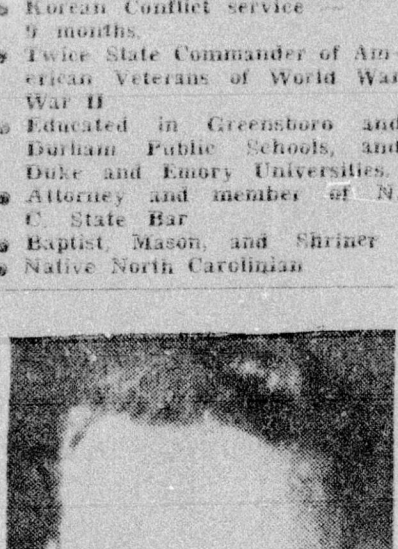 Korean Conflict service —
9 months.
Twice State Commander of Am-
erican Veterans of World War
War II
Educated in Greensboro and
Durham Public Schools, and
Duke and Emory Universities.
Attorney and member of N.
C. State Bar
Baptist, Mason, and Shriner
Native North Carolinian